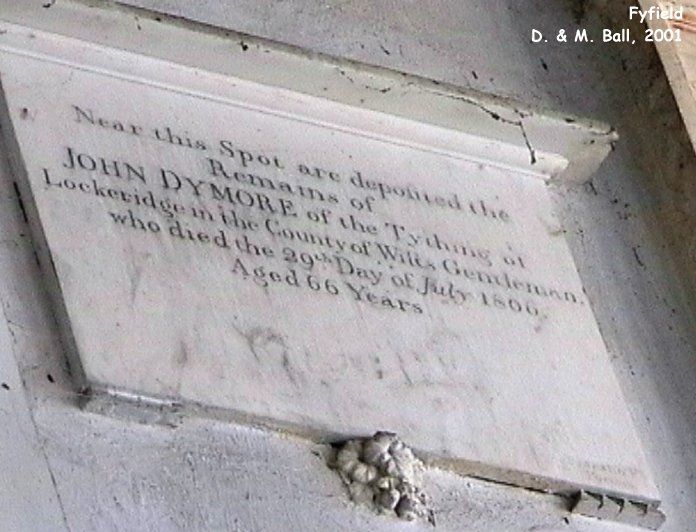 Fyfield
D. & M. Ball, 2001
Near this Spot are deposited the
Remains of
JOHN DYMORE of the Tything of
Lockeridge in the County of Wilts Gentleman.
who died the 29th Day of July 1806.
Aged 66 Years